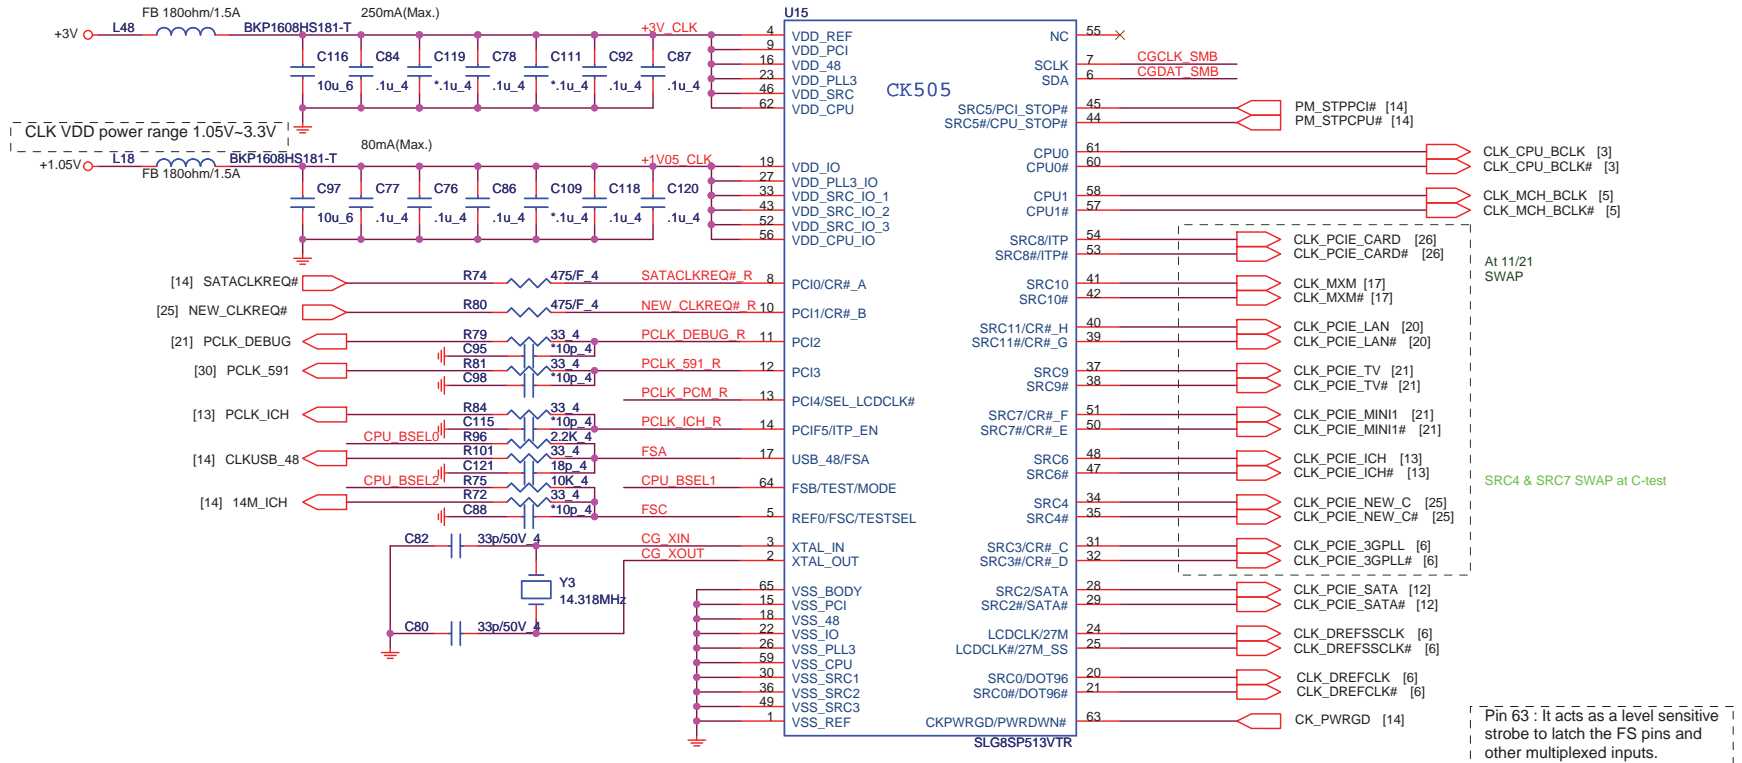 FB 180ohm/1.5A
250mA(Max.)
+3V
L48
BKP1608HS181-T
+3V_CLK
C116
C84
C119
C78
C111
C92
C87
10u_6
.1u_4
*.1u_4
.1u_4
*.1u_4
.1u_4
.1u_4
CLK VDD power range 1.05V~3.3V
80mA(Max.)
+1.05V
L18
BKP1608HS181-T
+1V05_CLK
FB 180ohm/1.5A
C97
C77
C76
C86
C109
C118
C120
10u_6
.1u_4
.1u_4
.1u_4
*.1u_4
.1u_4
.1u_4
[14] SATACLKREQ#
R74
475/F_4
SATACLKREQ#_R
[25] NEW_CLKREQ#
R80
475/F_4
NEW_CLKREQ#_R
[21] PCLK_DEBUG
R79
33_4
PCLK_DEBUG_R
C95
*10p_4
[30] PCLK_591
R81
33_4
PCLK_591_R
C98
*10p_4
PCLK_PCM_R
[13] PCLK_ICH
R84
33_4
C115
*10p_4
PCLK_ICH_R
CPU_BSEL0
R96
2.2K_4
[14] CLKUSB_48
R101
33_4
FSA
C121
18p_4
CPU_BSEL2
R75
10K_4
CPU_BSEL1
[14] 14M_ICH
R72
33_4
C88
*10p_4
FSC
C82
33p/50V_4
CG_XIN
CG_XOUT
Y3
14.318MHz
C80
33p/50V_4
U15
CK505
4 VDD_REF
9 VDD_PCI
16 VDD_48
23 VDD_PLL3
46 VDD_SRC
62 VDD_CPU
19 VDD_IO
27 VDD_PLL3_IO
33 VDD_SRC_IO_1
43 VDD_SRC_IO_2
52 VDD_SRC_IO_3
56 VDD_CPU_IO
8 PCI0/CR#_A
10 PCI1/CR#_B
11 PCI2
12 PCI3
13 PCI4/SEL_LCDCLK#
14 PCIF5/ITP_EN
17 USB_48/FSA
64 FSB/TEST/MODE
5 REF0/FSC/TESTSEL
3 XTAL_IN
2 XTAL_OUT
65 VSS_BODY
15 VSS_PCI
18 VSS_48
22 VSS_IO
26 VSS_PLL3
59 VSS_CPU
30 VSS_SRC1
36 VSS_SRC2
49 VSS_SRC3
1 VSS_REF
NC 55
SCLK 7 CGCLK_SMB
SDA 6 CGDAT_SMB
SRC5/PCI_STOP# 45 PM_STPPCI# [14]
SRC5#/CPU_STOP# 44 PM_STPCPU# [14]
CPU0 61 CLK_CPU_BCLK [3]
CPU0# 60 CLK_CPU_BCLK# [3]
CPU1 58 CLK_MCH_BCLK [5]
CPU1# 57 CLK_MCH_BCLK# [5]
SRC8/ITP 54 CLK_PCIE_CARD [26]
SRC8#/ITP# 53 CLK_PCIE_CARD# [26]
SRC10 41 CLK_MXM [17]
SRC10# 42 CLK_MXM# [17]
SRC11/CR#_H 40 CLK_PCIE_LAN [20]
SRC11#/CR#_G 39 CLK_PCIE_LAN# [20]
SRC9 37 CLK_PCIE_TV [21]
SRC9# 38 CLK_PCIE_TV# [21]
SRC7/CR#_F 51 CLK_PCIE_MINI1 [21]
SRC7#/CR#_E 50 CLK_PCIE_MINI1# [21]
SRC6 48 CLK_PCIE_ICH [13]
SRC6# 47 CLK_PCIE_ICH# [13]
SRC4 34 CLK_PCIE_NEW_C [25]
SRC4# 35 CLK_PCIE_NEW_C# [25]
SRC3/CR#_C 31 CLK_PCIE_3GPLL [6]
SRC3#/CR#_D 32 CLK_PCIE_3GPLL# [6]
SRC2/SATA 28 CLK_PCIE_SATA [12]
SRC2#/SATA# 29 CLK_PCIE_SATA# [12]
LCDCLK/27M 24 CLK_DREFSSCLK [6]
LCDCLK#/27M_SS 25 CLK_DREFSSCLK# [6]
SRC0/DOT96 20 CLK_DREFCLK [6]
SRC0#/DOT96# 21 CLK_DREFCLK# [6]
CKPWRGD/PWRDWN# 63 CK_PWRGD [14]
SLG8SP513VTR
At 11/21
SWAP
SRC4 & SRC7 SWAP at C-test
Pin 63 : It acts as a level sensitive
strobe to latch the FS pins and
other multiplexed inputs.